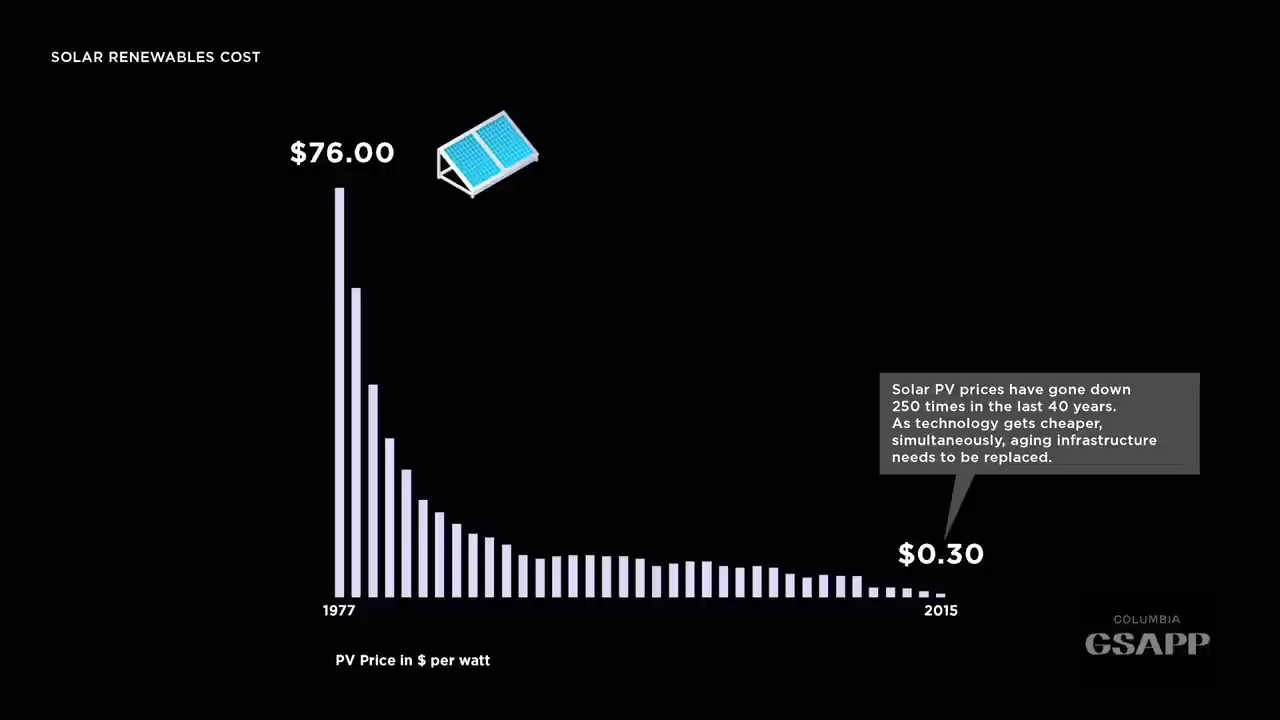 SOLAR RENEWABLES COST
$76.00
Solar PV prices have gone down
250 times in the last 40 years.
As technology gets cheaper,
simultaneously, aging infrastructure
needs to be replaced.
$0.30
1977
2015
COLUMBIA
GSAPP
PV Price in $ per watt